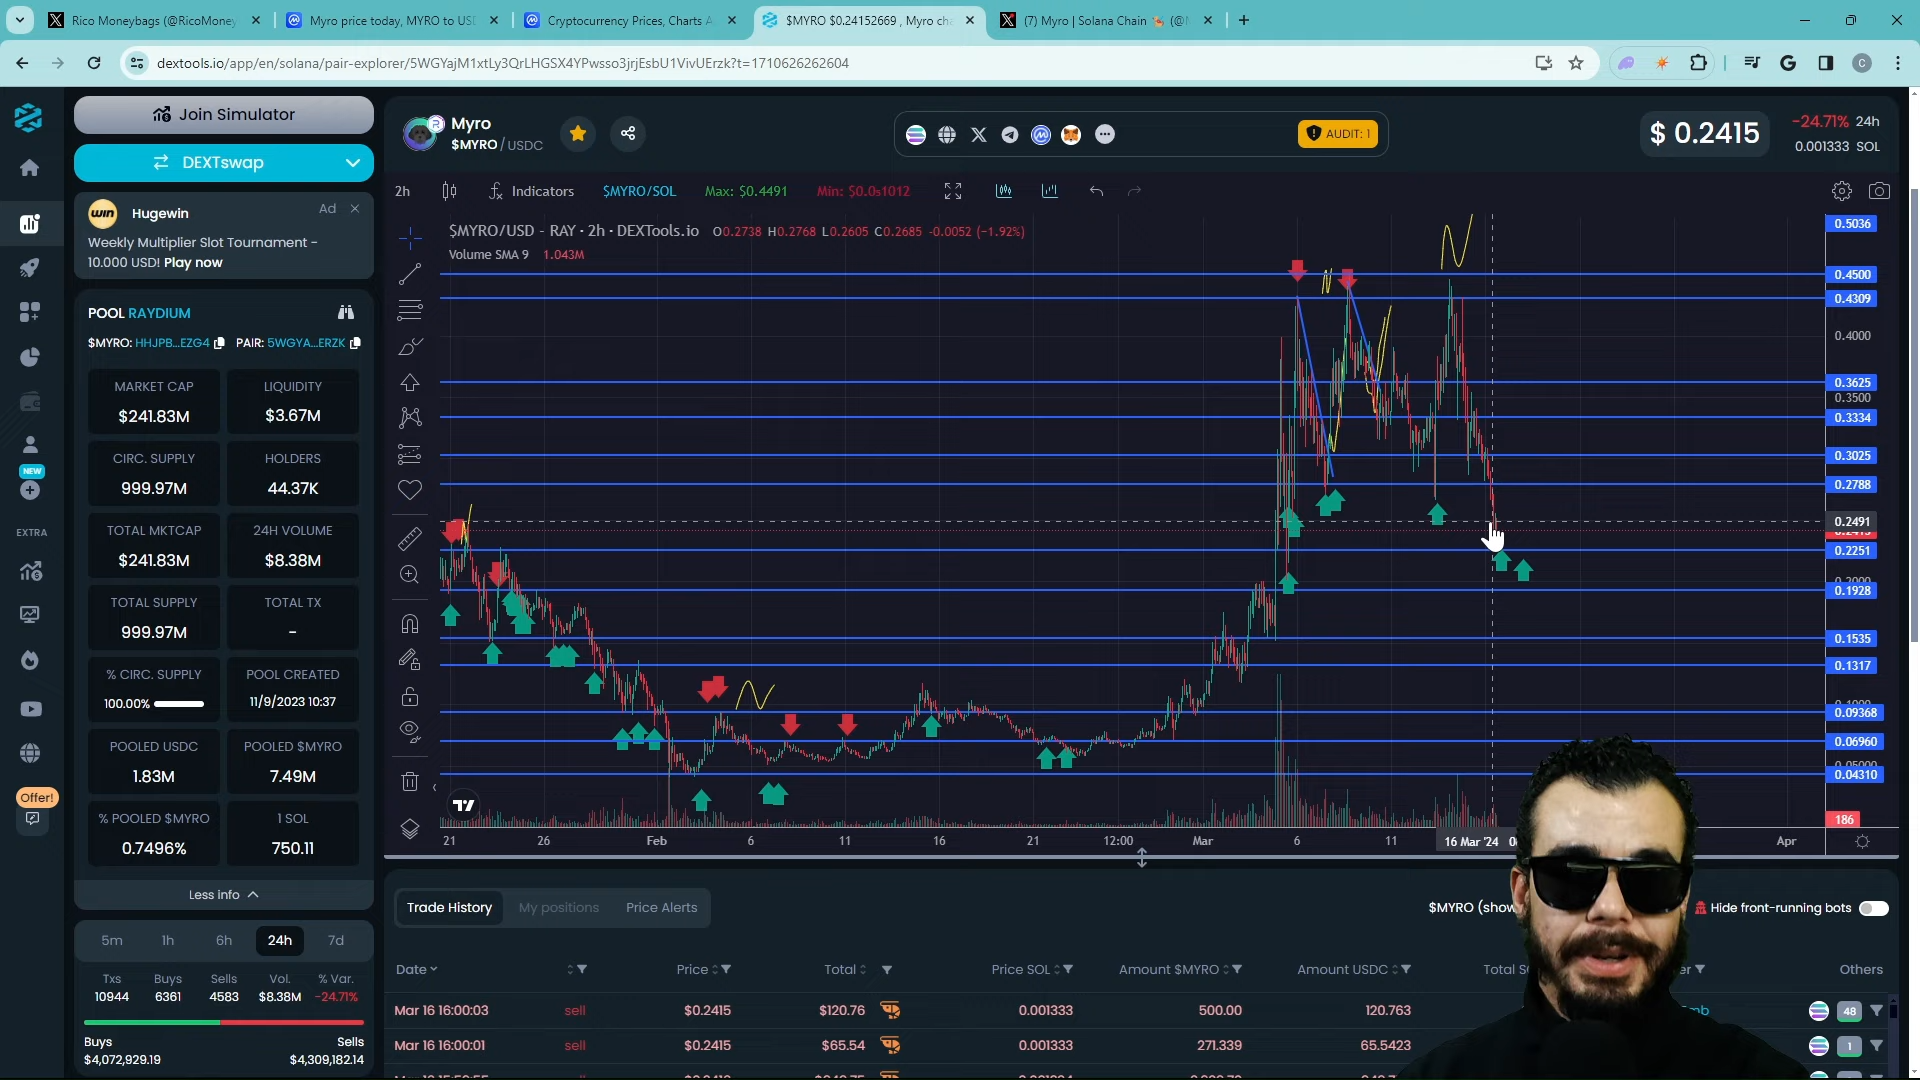 Rico Moneybags (@RicoMoney
Myro price today, MYRO to USD
Cryptocurrency Prices, Charts A
$MYRO $0.24152669 , Myro cha
(7) Myro | Solana Chain
dextools.io/app/en/solana/pair-explorer/5WGYajM1xtLy3QrLHGSX4YPwsso3jrjEsbU1VivUErzk?t=1710626262604
Join Simulator
DEXTswap
WIN
Hugewin
Ad
Weekly Multiplier Slot Tournament -
10.000 USD! Play now
POOL RAYDIUM
$MYRO: HHJPB...EZG4 PAIR: 5WGYA...ERZK
MARKET CAP
$241.83M
LIQUIDITY
$3.67M
CIRC. SUPPLY
999.97M
HOLDERS
44.37K
TOTAL MKTCAP
$241.83M
24H VOLUME
$8.38M
TOTAL SUPPLY
999.97M
TOTAL TX
-
% CIRC. SUPPLY
100.00%
POOL CREATED
11/9/2023 10:37
POOLED USDC
1.83M
POOLED $MYRO
7.49M
% POOLED $MYRO
0.7496%
1 SOL
750.11
Less info
5m 1h 6h 24h 7d
Txs Buys Sells Vol. % Var.
10944 6361 4583 $8.38M -24.71%
Buys Sells
$4,072,929.19 $4,309,182.14
NEW
EXTRA
Offer!
Myro
$MYRO / USDC
AUDIT: 1
$ 0.2415
-24.71% 24h
0.001333 SOL
2h Indicators $MYRO/SOL Max: $0.4491 Min: $0.0₅1012
$MYRO/USD - RAY · 2h · DEXTools.io O0.2738 H0.2768 L0.2605 C0.2685 -0.0052 (-1.92%)
Volume SMA 9 1.043M
0.5036
0.4500
0.4309
0.4000
0.3625
0.3500
0.3334
0.3025
0.2788
0.2491
0.2251
0.2000
0.1928
0.1535
0.1317
0.09368
0.06960
0.05000
0.04310
186
21 26 Feb 6 11 16 21 12:00 Mar 6 11 16 Mar '24 Apr
Trade History My positions Price Alerts
$MYRO (show
Hide front-running bots
Date Price Total Price SOL Amount $MYRO Amount USDC Others
Mar 16 16:00:03 sell $0.2415 $120.76 0.001333 500.00 120.763 48
Mar 16 16:00:01 sell $0.2415 $65.54 0.001333 271.339 65.5423 1